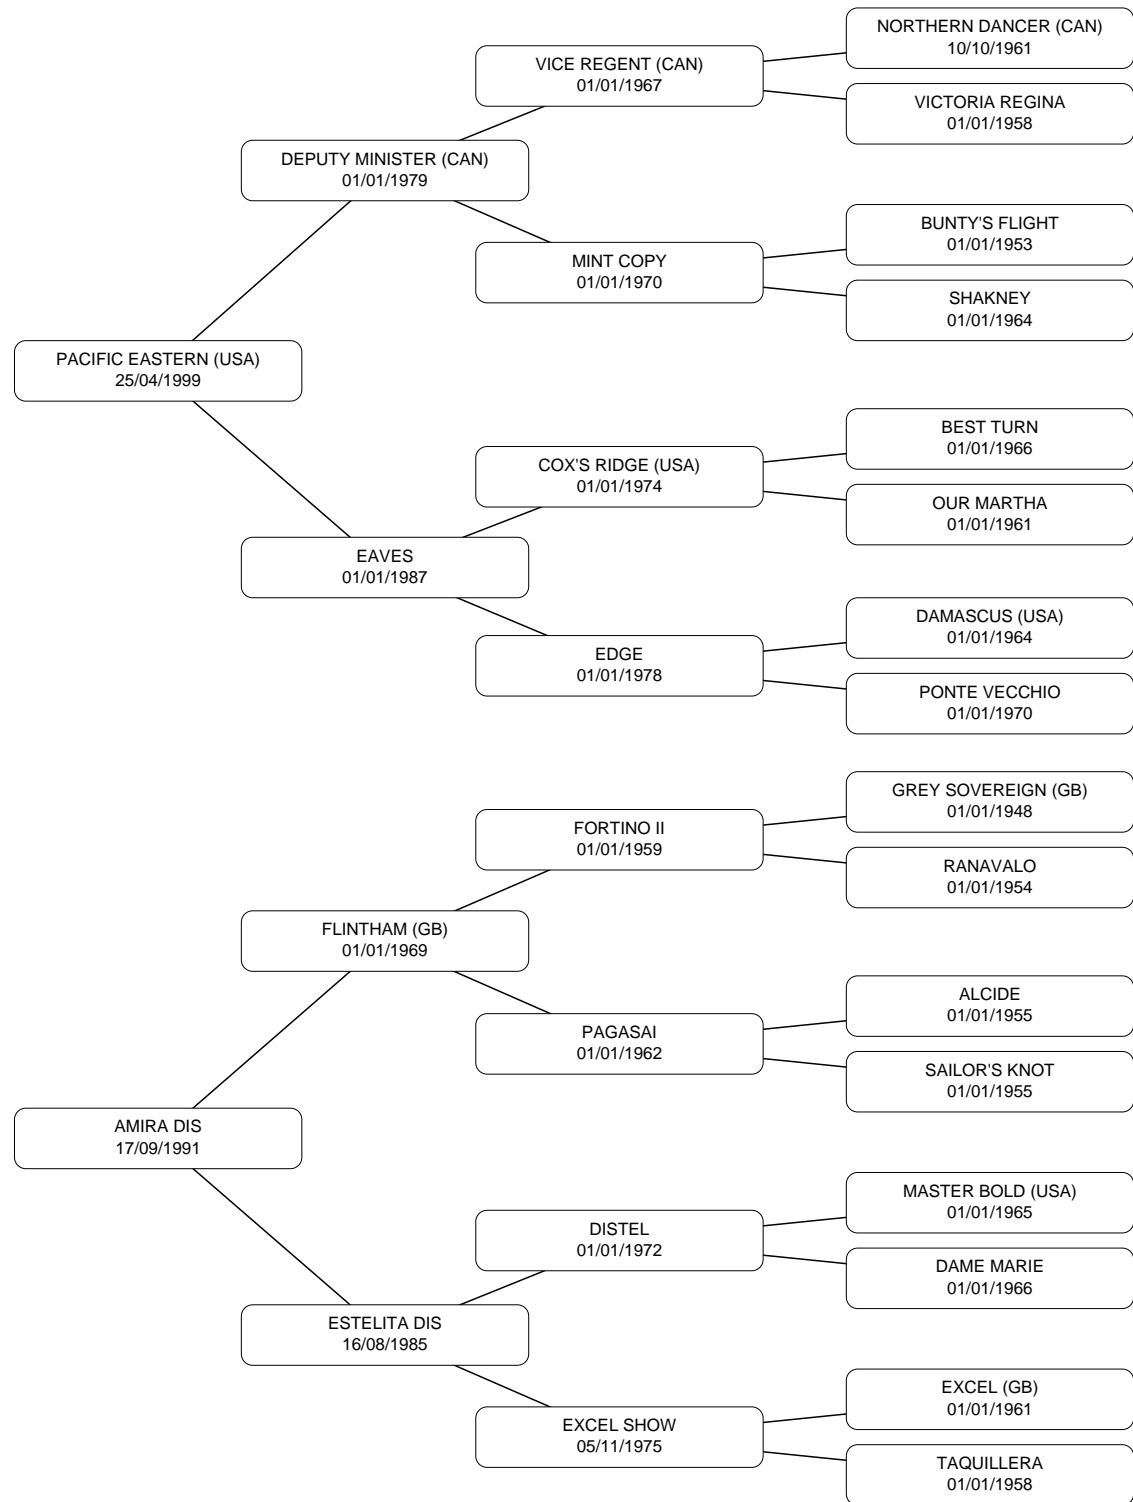 NORTHERN DANCER (CAN)
10/10/1961
VICE REGENT (CAN)
01/01/1967
VICTORIA REGINA
01/01/1958
DEPUTY MINISTER (CAN)
01/01/1979
BUNTY'S FLIGHT
01/01/1953
MINT COPY
01/01/1970
SHAKNEY
01/01/1964
PACIFIC EASTERN (USA)
25/04/1999
BEST TURN
01/01/1966
COX'S RIDGE (USA)
01/01/1974
OUR MARTHA
01/01/1961
EAVES
01/01/1987
DAMASCUS (USA)
01/01/1964
EDGE
01/01/1978
PONTE VECCHIO
01/01/1970
GREY SOVEREIGN (GB)
01/01/1948
FORTINO II
01/01/1959
RANAVALO
01/01/1954
FLINTHAM (GB)
01/01/1969
ALCIDE
01/01/1955
PAGASAI
01/01/1962
SAILOR'S KNOT
01/01/1955
AMIRA DIS
17/09/1991
MASTER BOLD (USA)
01/01/1965
DISTEL
01/01/1972
DAME MARIE
01/01/1966
ESTELITA DIS
16/08/1985
EXCEL (GB)
01/01/1961
EXCEL SHOW
05/11/1975
TAQUILLERA
01/01/1958